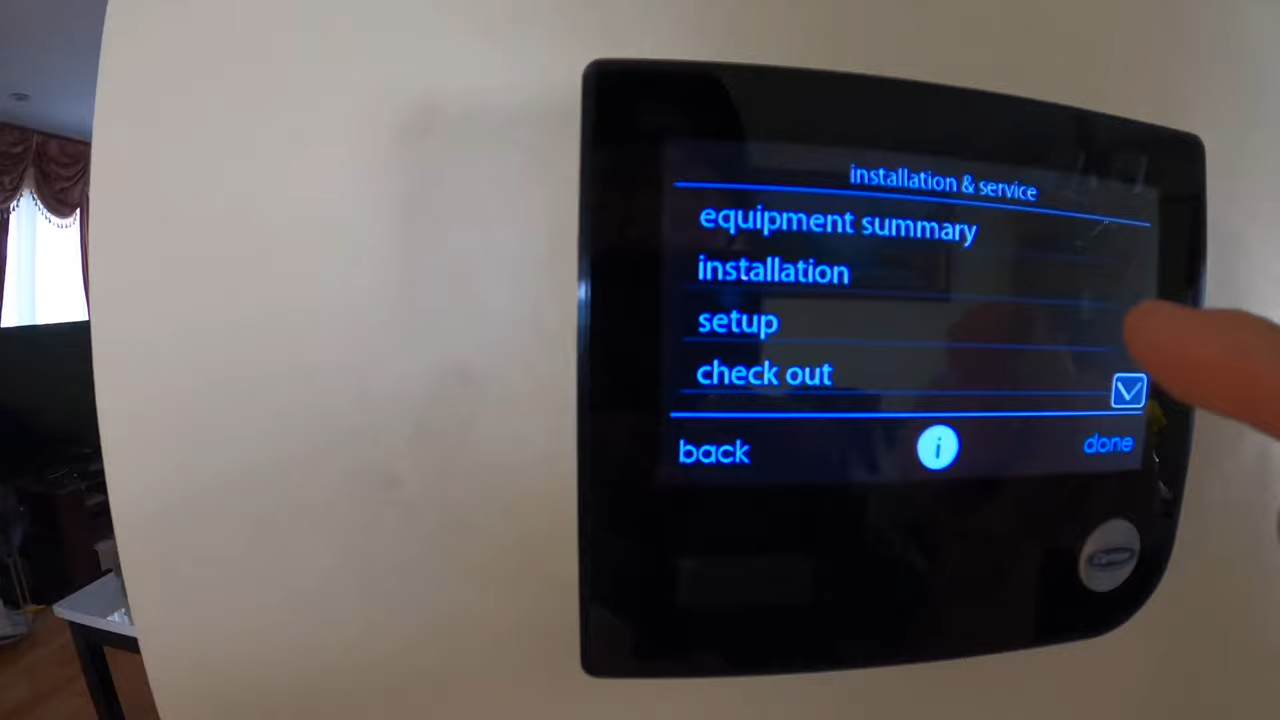 installation & service
equipment summary
installation
setup
check out
back
i
done